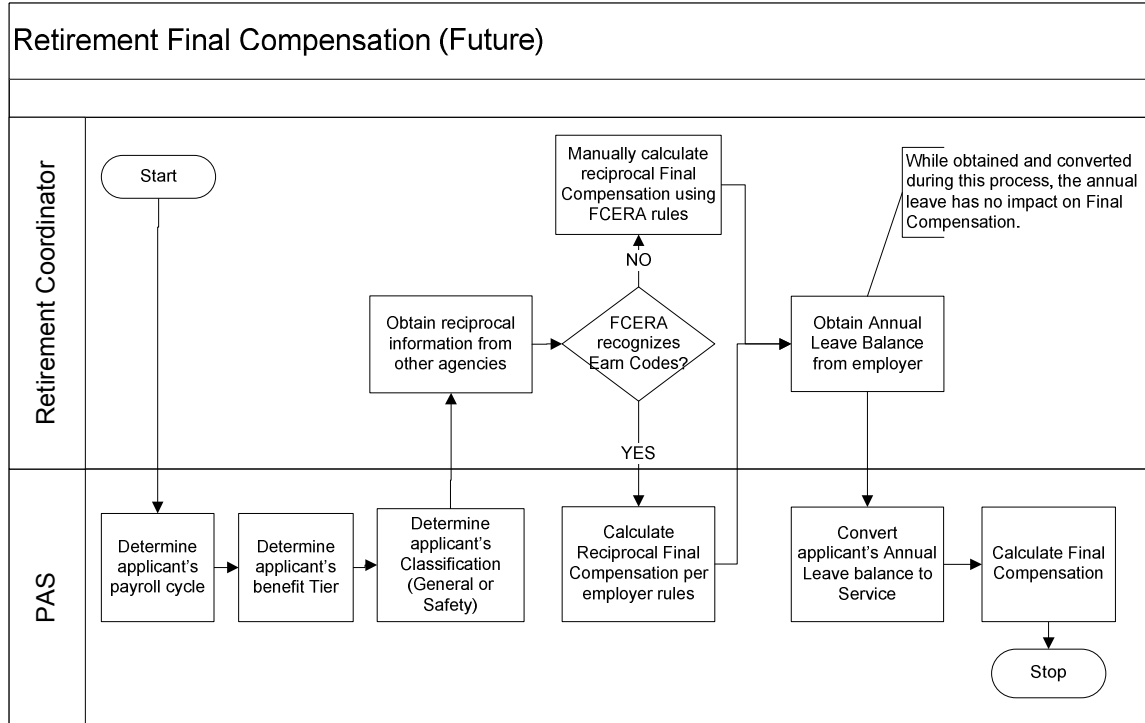 Retirement Final Compensation (Future)
Retirement Coordinator
Start
Manually calculate
reciprocal Final
Compensation using
FCERA rules
While obtained and converted
during this process, the annual
leave has no impact on Final
Compensation.
NO
Obtain reciprocal
information from
other agencies
FCERA
recognizes
Earn Codes?
Obtain Annual
Leave Balance
from employer
YES
PAS
Determine
applicant's
payroll cycle
Determine
applicant's
benefit Tier
Determine
applicant's
Classification
(General or
Safety)
Calculate
Reciprocal Final
Compensation per
employer rules
Convert
applicant's Annual
Leave balance to
Service
Calculate Final
Compensation
Stop